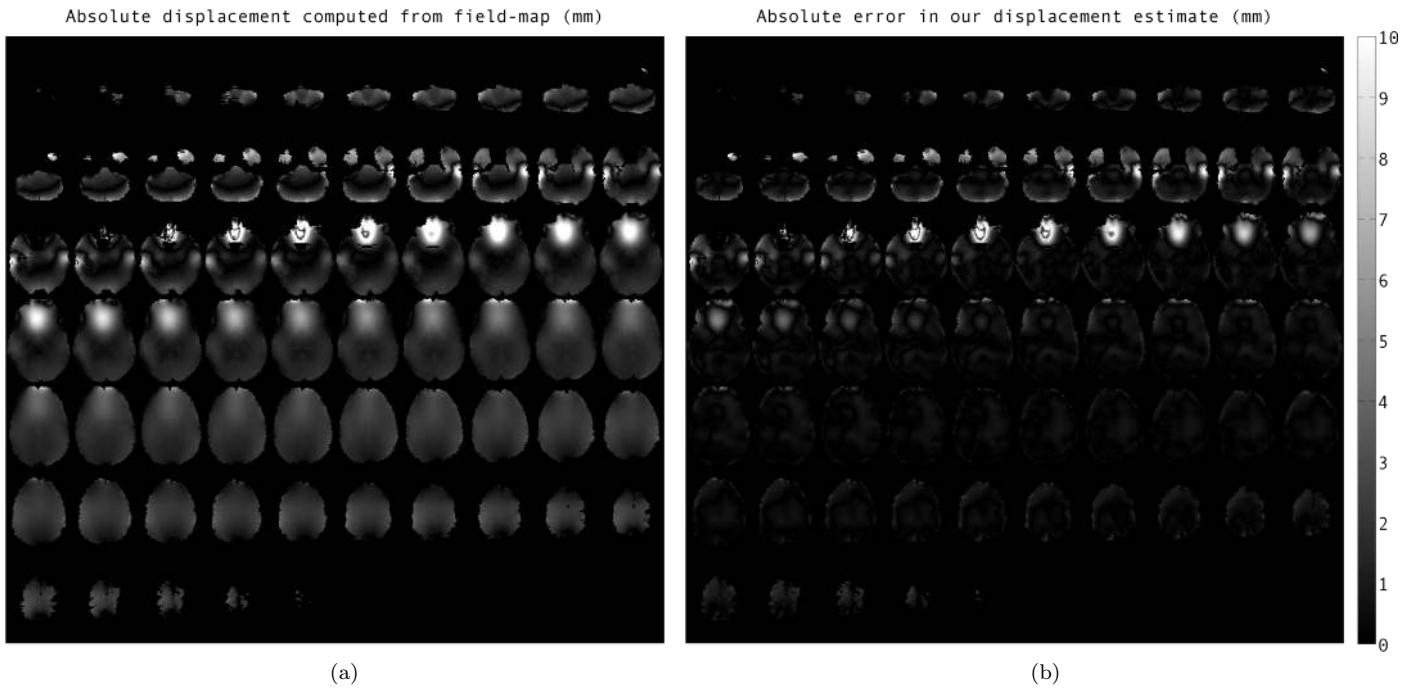 Absolute displacement computed from field-map (mm)
Absolute error in our displacement estimate (mm)
10
9
8
7
6
5
4
3
2
1
0
(a)
(b)